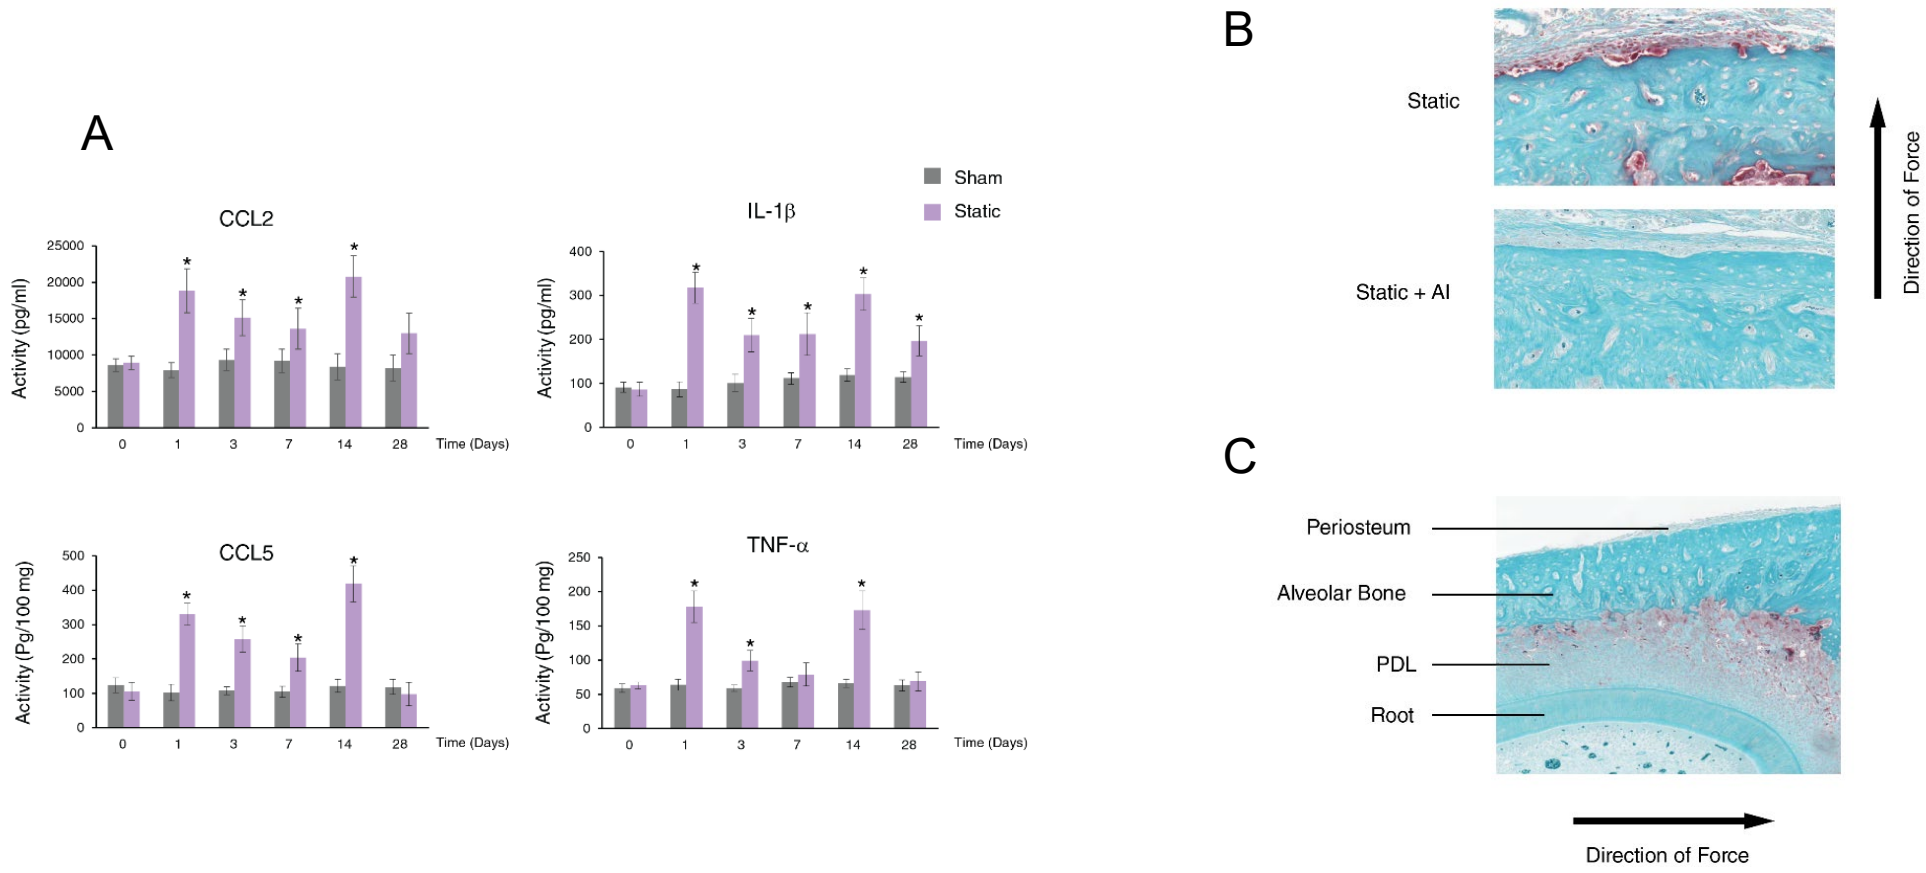 A
Sham
Static
CCL2
Activity (pg/ml)
25000
20000
15000
10000
5000
0
* * * *
0 1 3 7 14 28 Time (Days)
IL-1β
Activity (pg/ml)
400
300
200
100
0
* * * * *
0 1 3 7 14 28 Time (Days)
CCL5
Activity (Pg/100 mg)
500
400
300
200
100
0
* * * *
0 1 3 7 14 28 Time (Days)
TNF-α
Activity (Pg/100 mg)
250
200
150
100
50
0
* * *
0 1 3 7 14 28 Time (Days)
B
Static
Static + AI
Direction of Force
C
Periosteum
Alveolar Bone
PDL
Root
Direction of Force